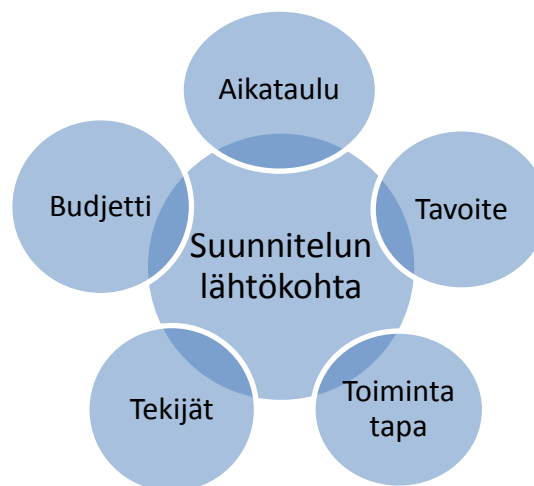 Aikataulu
Budjetti
Tavoite
Suunnitelun
lähtökohta
Tekijät
Toiminta
tapa